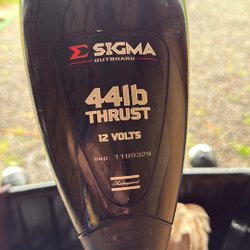 Σ SIGMA
OUTBOARD
44lb
THRUST
12 VOLTS
sap 1189329